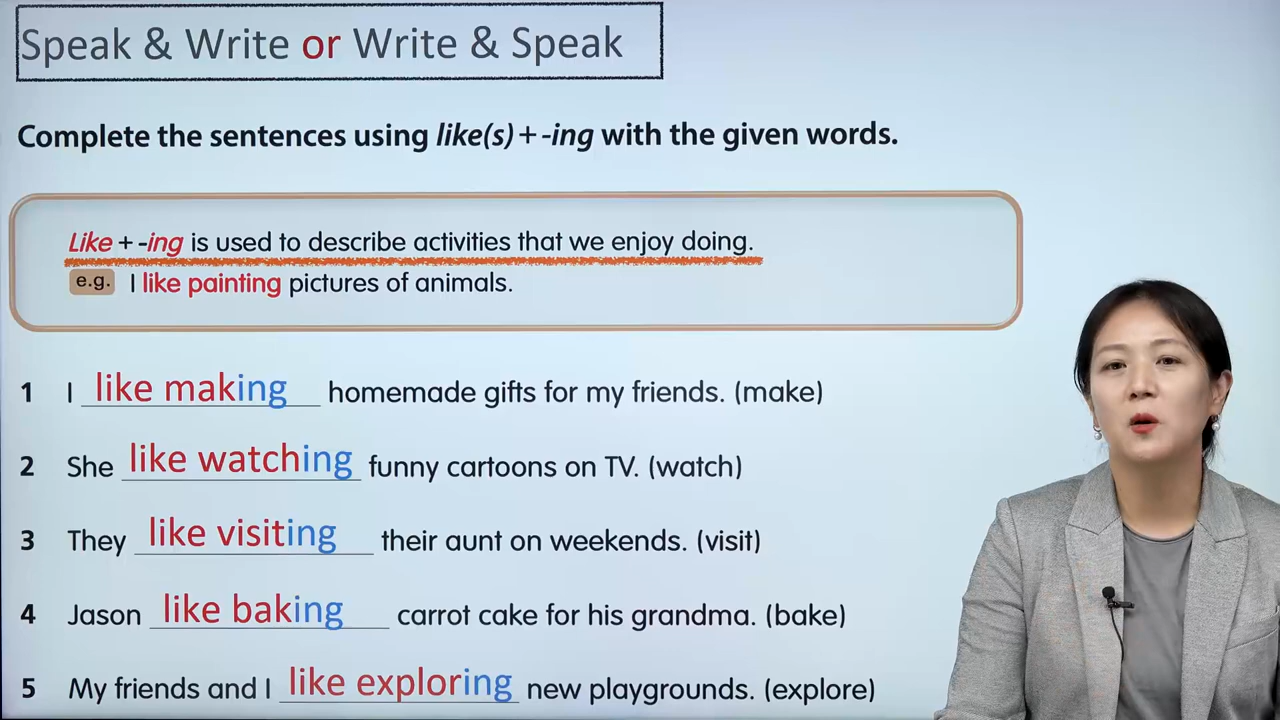 Speak & Write or Write & Speak
Complete the sentences using like(s) + -ing with the given words.
Like + -ing is used to describe activities that we enjoy doing.
e.g. I like painting pictures of animals.
1 I like making homemade gifts for my friends. (make)
2 She like watching funny cartoons on TV. (watch)
3 They like visiting their aunt on weekends. (visit)
4 Jason like baking carrot cake for his grandma. (bake)
5 My friends and I like exploring new playgrounds. (explore)